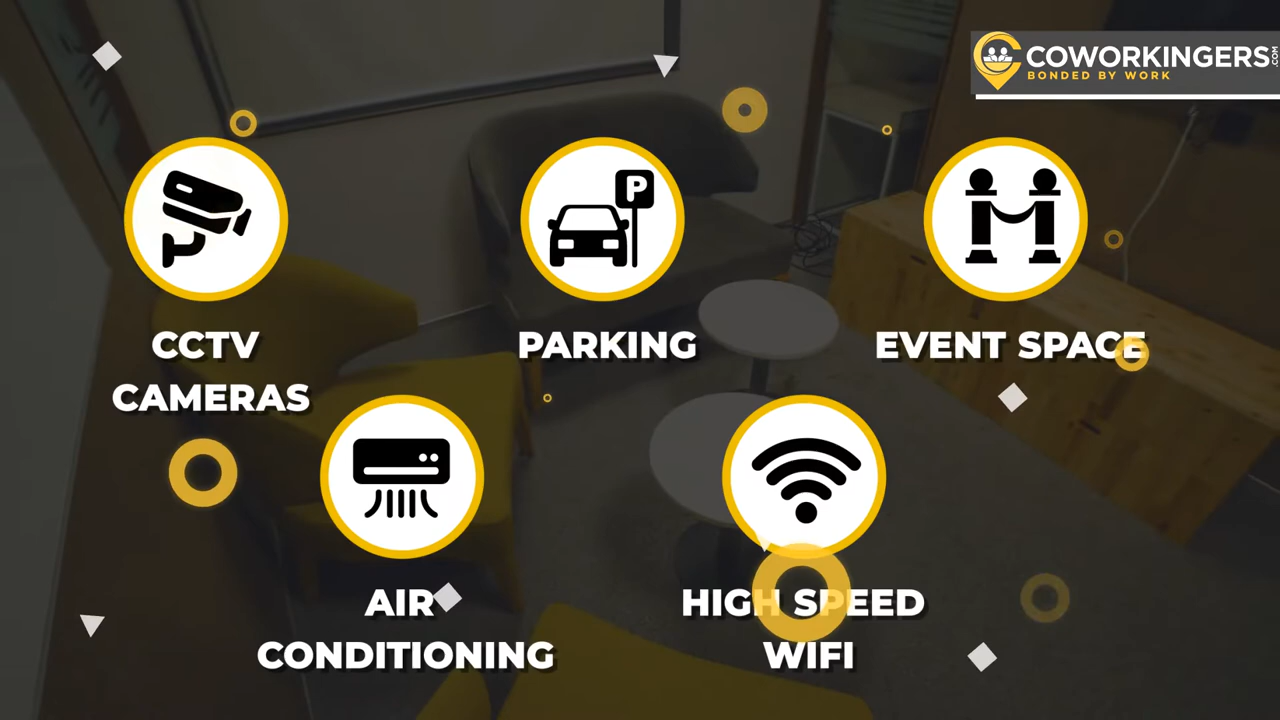 COWORKINGERS.COM
BONDED BY WORK
P
CCTV
CAMERAS
PARKING
EVENT SPACE
AIR
CONDITIONING
HIGH SPEED
WIFI